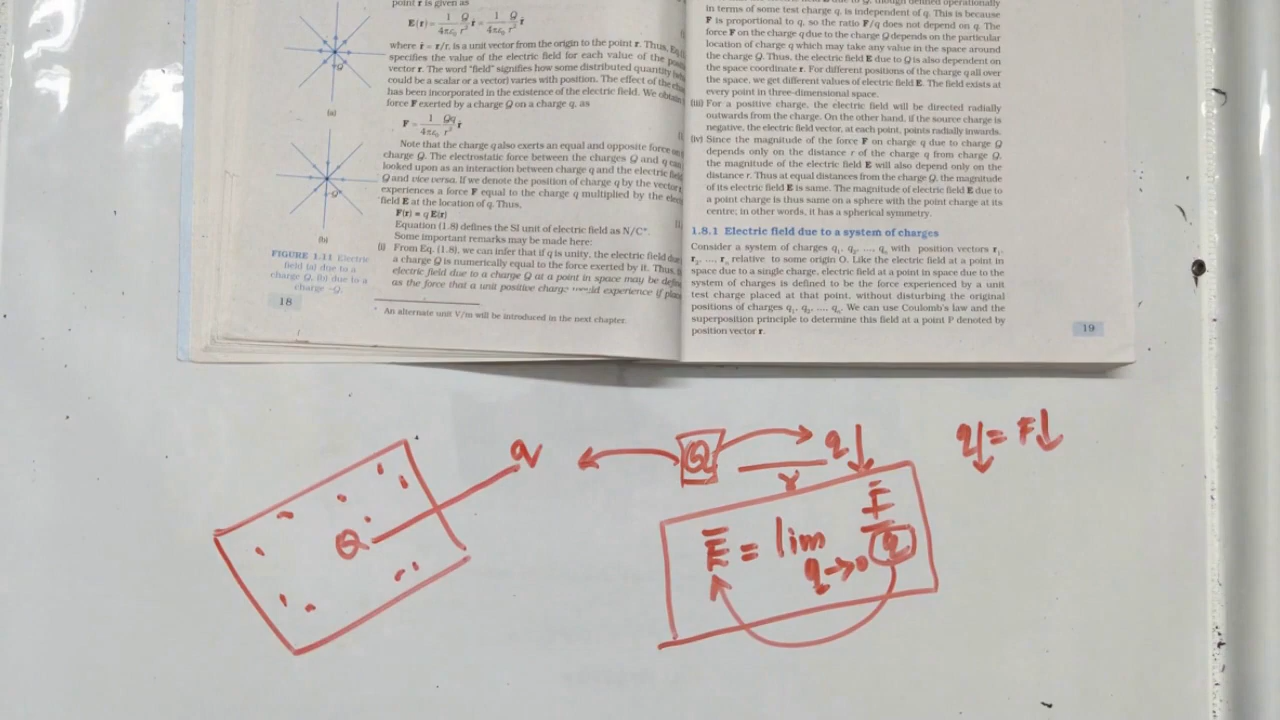 point r is given as
E(r) = 1/4πε₀ Q/r² r̂ = 1/4πε₀ Q/r² r̂
where r̂ = r/r, is a unit vector from the origin to the point r. Thus, Eq.
specifies the value of the electric field for each value of the
vector r. The word "field" signifies how some distributed quantity
could be a scalar or a vector) varies with position. The effect of the
has been incorporated in the existence of the electric field. We obtain
force F exerted by a charge Q on a charge q, as
F = 1/4πε₀ Qq/r² r̂
Note that the charge q also exerts an equal and opposite force on
charge Q. The electrostatic force between the charges Q and q can
looked upon as an interaction between charge q and the electric field
Q and vice versa. If we denote the position of charge q by the vector
experiences a force F equal to the charge q multiplied by the
field E at the location of q. Thus,
F(r) = q E(r)
Equation (1.8) defines the SI unit of electric field as N/C*.
Some important remarks may be made here:
(i) From Eq. (1.8), we can infer that if q is unity, the electric field due
a charge Q is numerically equal to the force exerted by it. Thus,
electric field due to a charge Q at a point in space may be
as the force that a unit positive charge would experience if
* An alternate unit V/m will be introduced in the next chapter.
(a)
(b)
FIGURE 1.11 Electric
field (a) due to a
charge Q, (b) due to a
charge –Q.
18
in terms of some test charge q, is independent of q. This is because
F is proportional to q, so the ratio F/q does not depend on q. The
force F on the charge q due to the charge Q depends on the particular
location of charge q which may take any value in the space around
the charge Q. Thus, the electric field E due to Q is also dependent on
the space coordinate r. For different positions of the charge q all over
the space, we get different values of electric field E. The field exists at
every point in three-dimensional space.
(iii) For a positive charge, the electric field will be directed radially
outwards from the charge. On the other hand, if the source charge is
negative, the electric field vector, at each point, points radially inwards.
(iv) Since the magnitude of the force F on charge q due to charge Q
depends only on the distance r of the charge q from charge Q,
the magnitude of the electric field E will also depend only on the
distance r. Thus at equal distances from the charge Q, the magnitude
of its electric field E is same. The magnitude of electric field E due to
a point charge is thus same on a sphere with the point charge at its
centre; in other words, it has a spherical symmetry.
1.8.1 Electric field due to a system of charges
Consider a system of charges q₁, q₂, ..., qₙ with position vectors r₁,
r₂, ..., rₙ relative to some origin O. Like the electric field at a point in
space due to a single charge, electric field at a point in space due to the
system of charges is defined to be the force experienced by a unit
test charge placed at that point, without disturbing the original
positions of charges q₁, q₂, ..., qₙ. We can use Coulomb's law and the
superposition principle to determine this field at a point P denoted by
position vector r.
19
Q q
Q q↓
r
q↓ = F↓
E = lim q→0 F/q